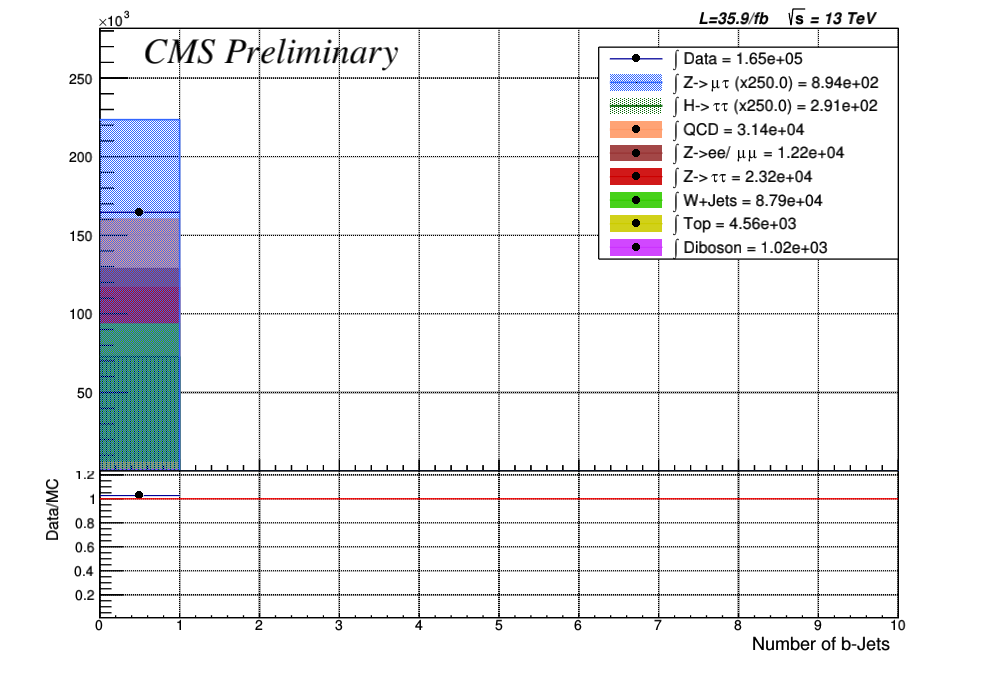 ×10³
L=35.9/fb √s = 13 TeV
CMS Preliminary
∫ Data = 1.65e+05
∫ Z-> μτ (x250.0) = 8.94e+02
∫ H-> ττ (x250.0) = 2.91e+02
∫ QCD = 3.14e+04
∫ Z->ee/ μμ = 1.22e+04
∫ Z-> ττ = 2.32e+04
∫ W+Jets = 8.79e+04
∫ Top = 4.56e+03
∫ Diboson = 1.02e+03
250
200
150
100
50
1.2
1
0.8
0.6
0.4
0.2
Data/MC
0 1 2 3 4 5 6 7 8 9 10
Number of b-Jets